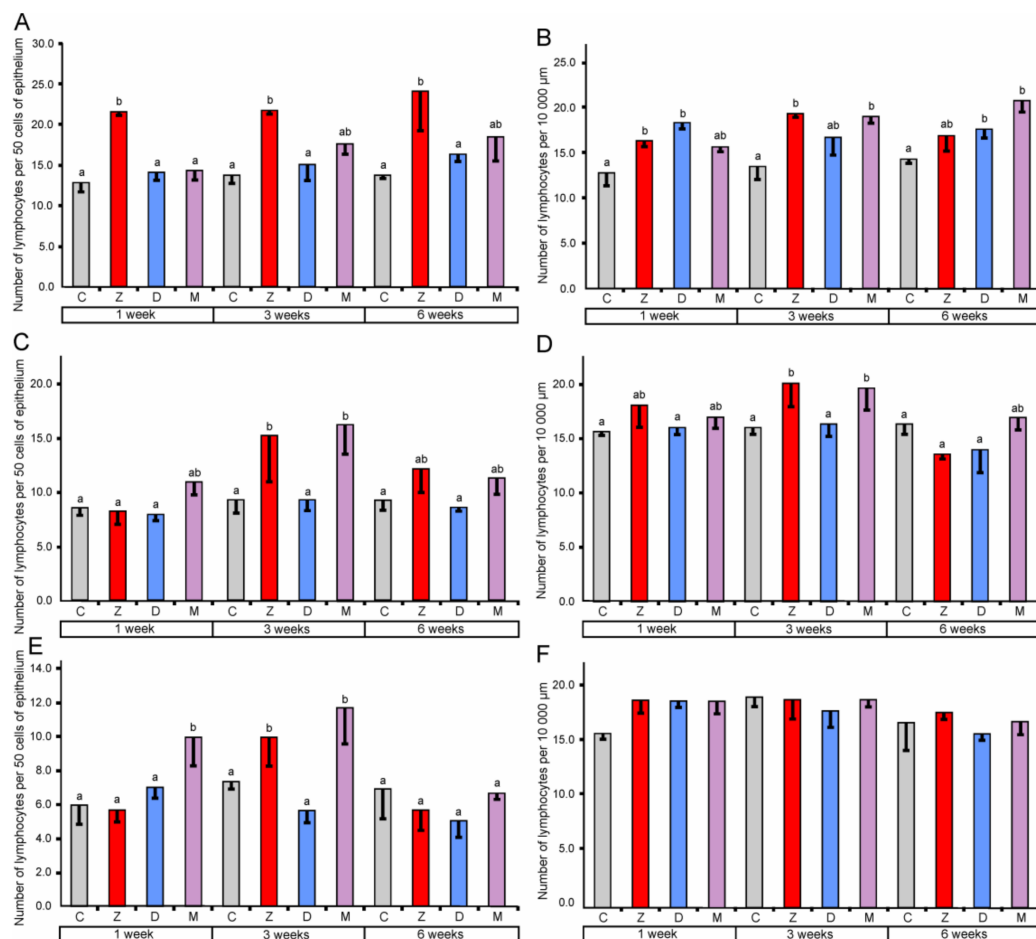 A
Number of lymphocytes per 50 cells of epithelium
30.0
25.0
20.0
15.0
10.0
5.0
0.0
a b a a a b a ab a b a ab
C Z D M C Z D M C Z D M
1 week 3 weeks 6 weeks
B
Number of lymphocytes per 10 000 µm
25.0
20.0
15.0
10.0
5.0
0.0
a b b ab a b ab b a ab b b
C Z D M C Z D M C Z D M
1 week 3 weeks 6 weeks
C
Number of lymphocytes per 50 cells of epithelium
20.0
15.0
10.0
5.0
0.0
a a a ab a b a b a ab a ab
C Z D M C Z D M C Z D M
1 week 3 weeks 6 weeks
D
Number of lymphocytes per 10 000 µm
20.0
15.0
10.0
5.0
0.0
a ab a ab a b a b a ab a ab
C Z D M C Z D M C Z D M
1 week 3 weeks 6 weeks
E
Number of lymphocytes per 50 cells of epithelium
14.0
12.0
10.0
8.0
6.0
4.0
2.0
0.0
a a a b a b a b a a a a
C Z D M C Z D M C Z D M
1 week 3 weeks 6 weeks
F
Number of lymphocytes per 10 000 µm
20.0
15.0
10.0
5.0
0.0
C Z D M C Z D M C Z D M
1 week 3 weeks 6 weeks